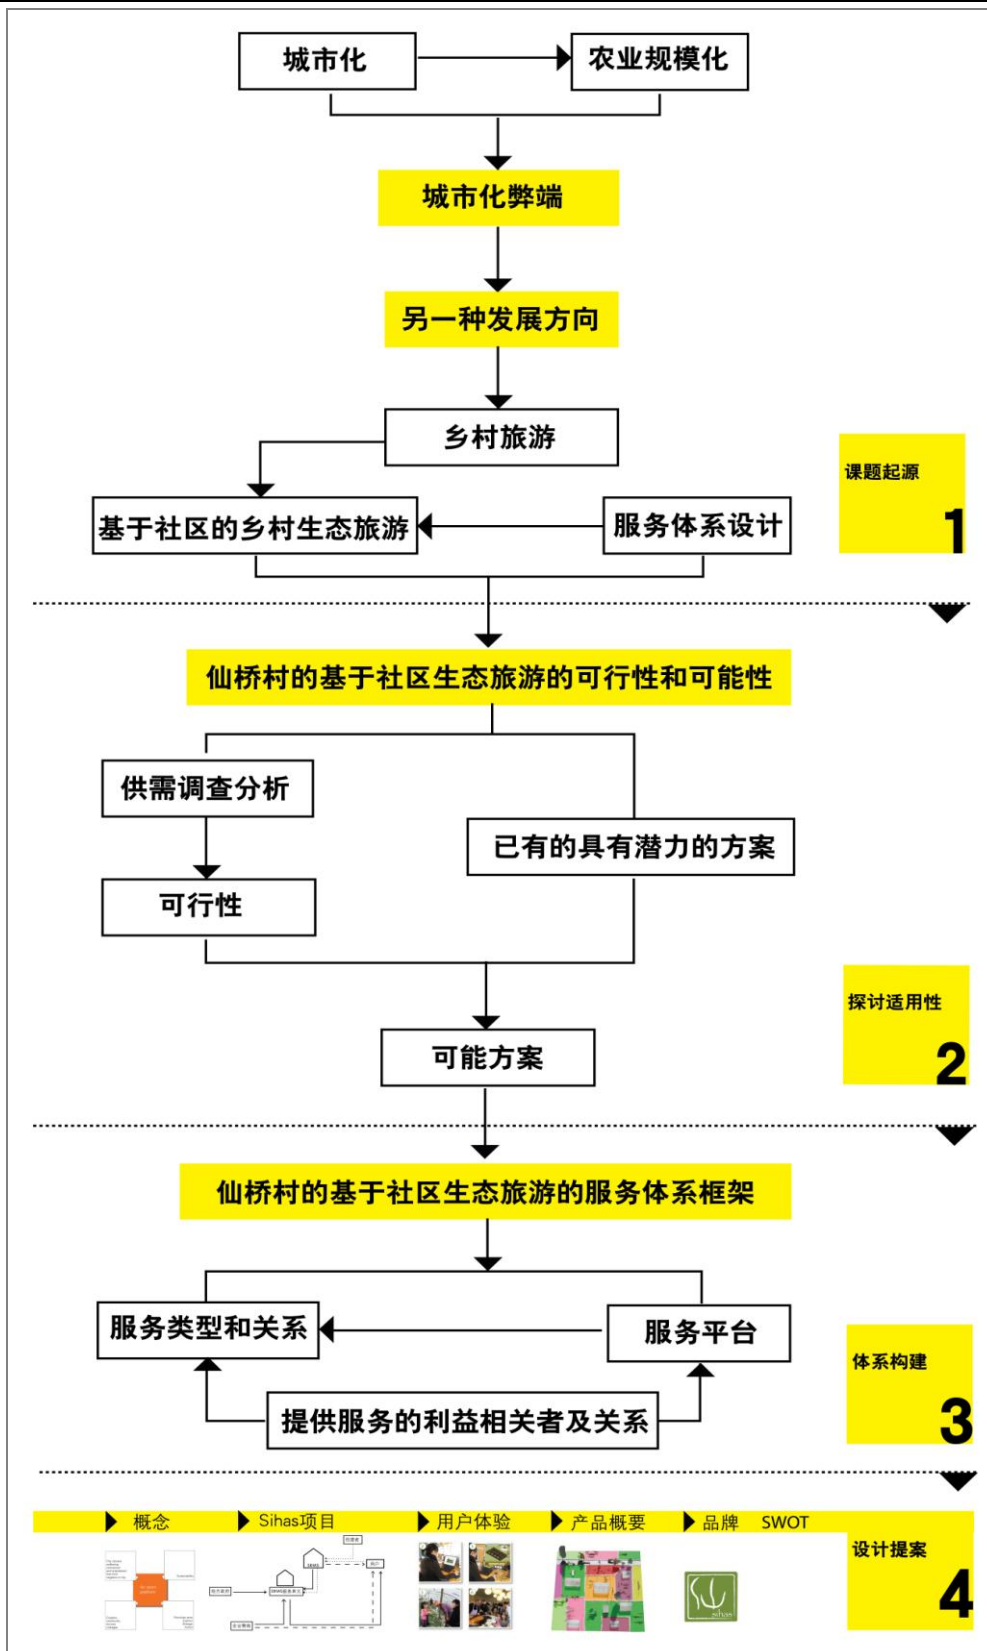 城市化
农业规模化
城市化弊端
另一种发展方向
乡村旅游
课题起源
1
基于社区的乡村生态旅游
服务体系设计
仙桥村的基于社区生态旅游的可行性和可能性
供需调查分析
已有的具有潜力的方案
可行性
探讨适用性
2
可能方案
仙桥村的基于社区生态旅游的服务体系框架
服务类型和关系
服务平台
体系构建
3
提供服务的利益相关者及关系
概念
Sihas项目
用户体验
产品概要
品牌
SWOT
设计提案
4
sihas